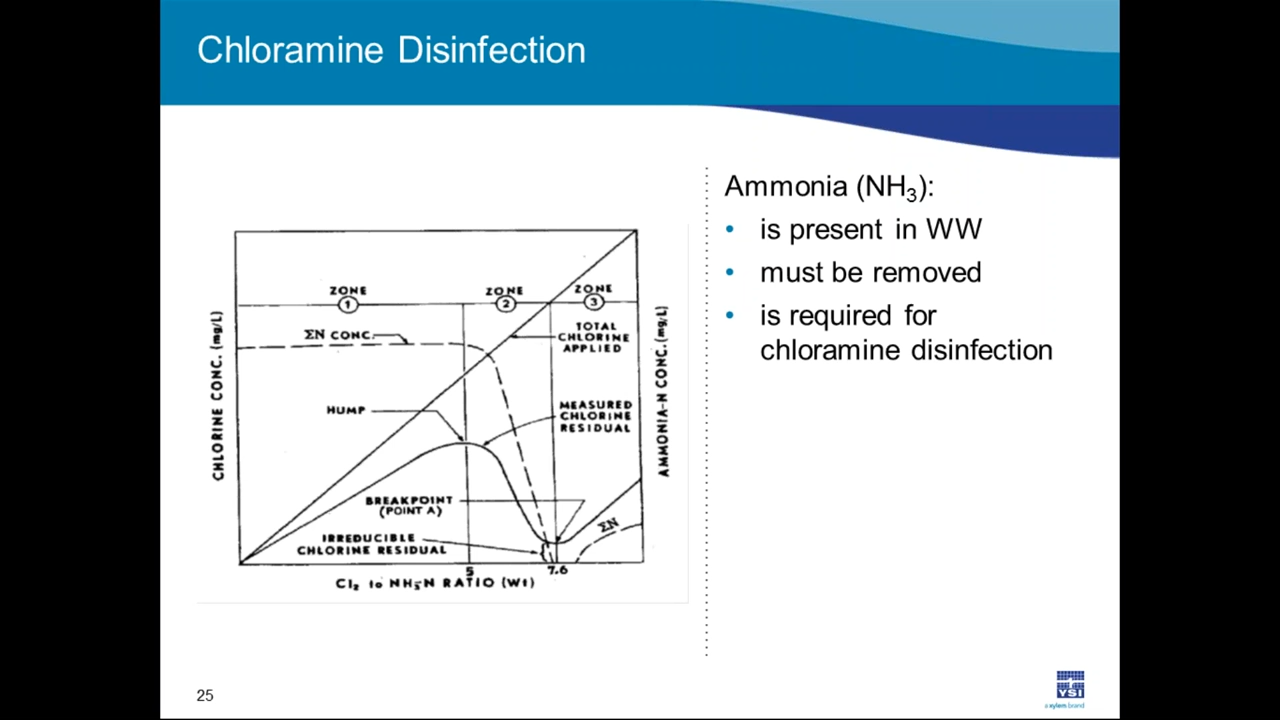 Chloramine Disinfection
Ammonia (NH₃):
• is present in WW
• must be removed
• is required for
chloramine disinfection
CHLORINE CONC. (mg/L)
ZONE
1
ZONE
2
ZONE
3
ΣN CONC.
TOTAL
CHLORINE
APPLIED
HUMP
MEASURED
CHLORINE
RESIDUAL
BREAKPOINT
(POINT A)
IRREDUCIBLE
CHLORINE RESIDUAL
ΣN
5
7.6
Cl₂ to NH₃-N RATIO (Wt)
AMMONIA-N CONC. (mg/L)
25
YSI
a xylem brand